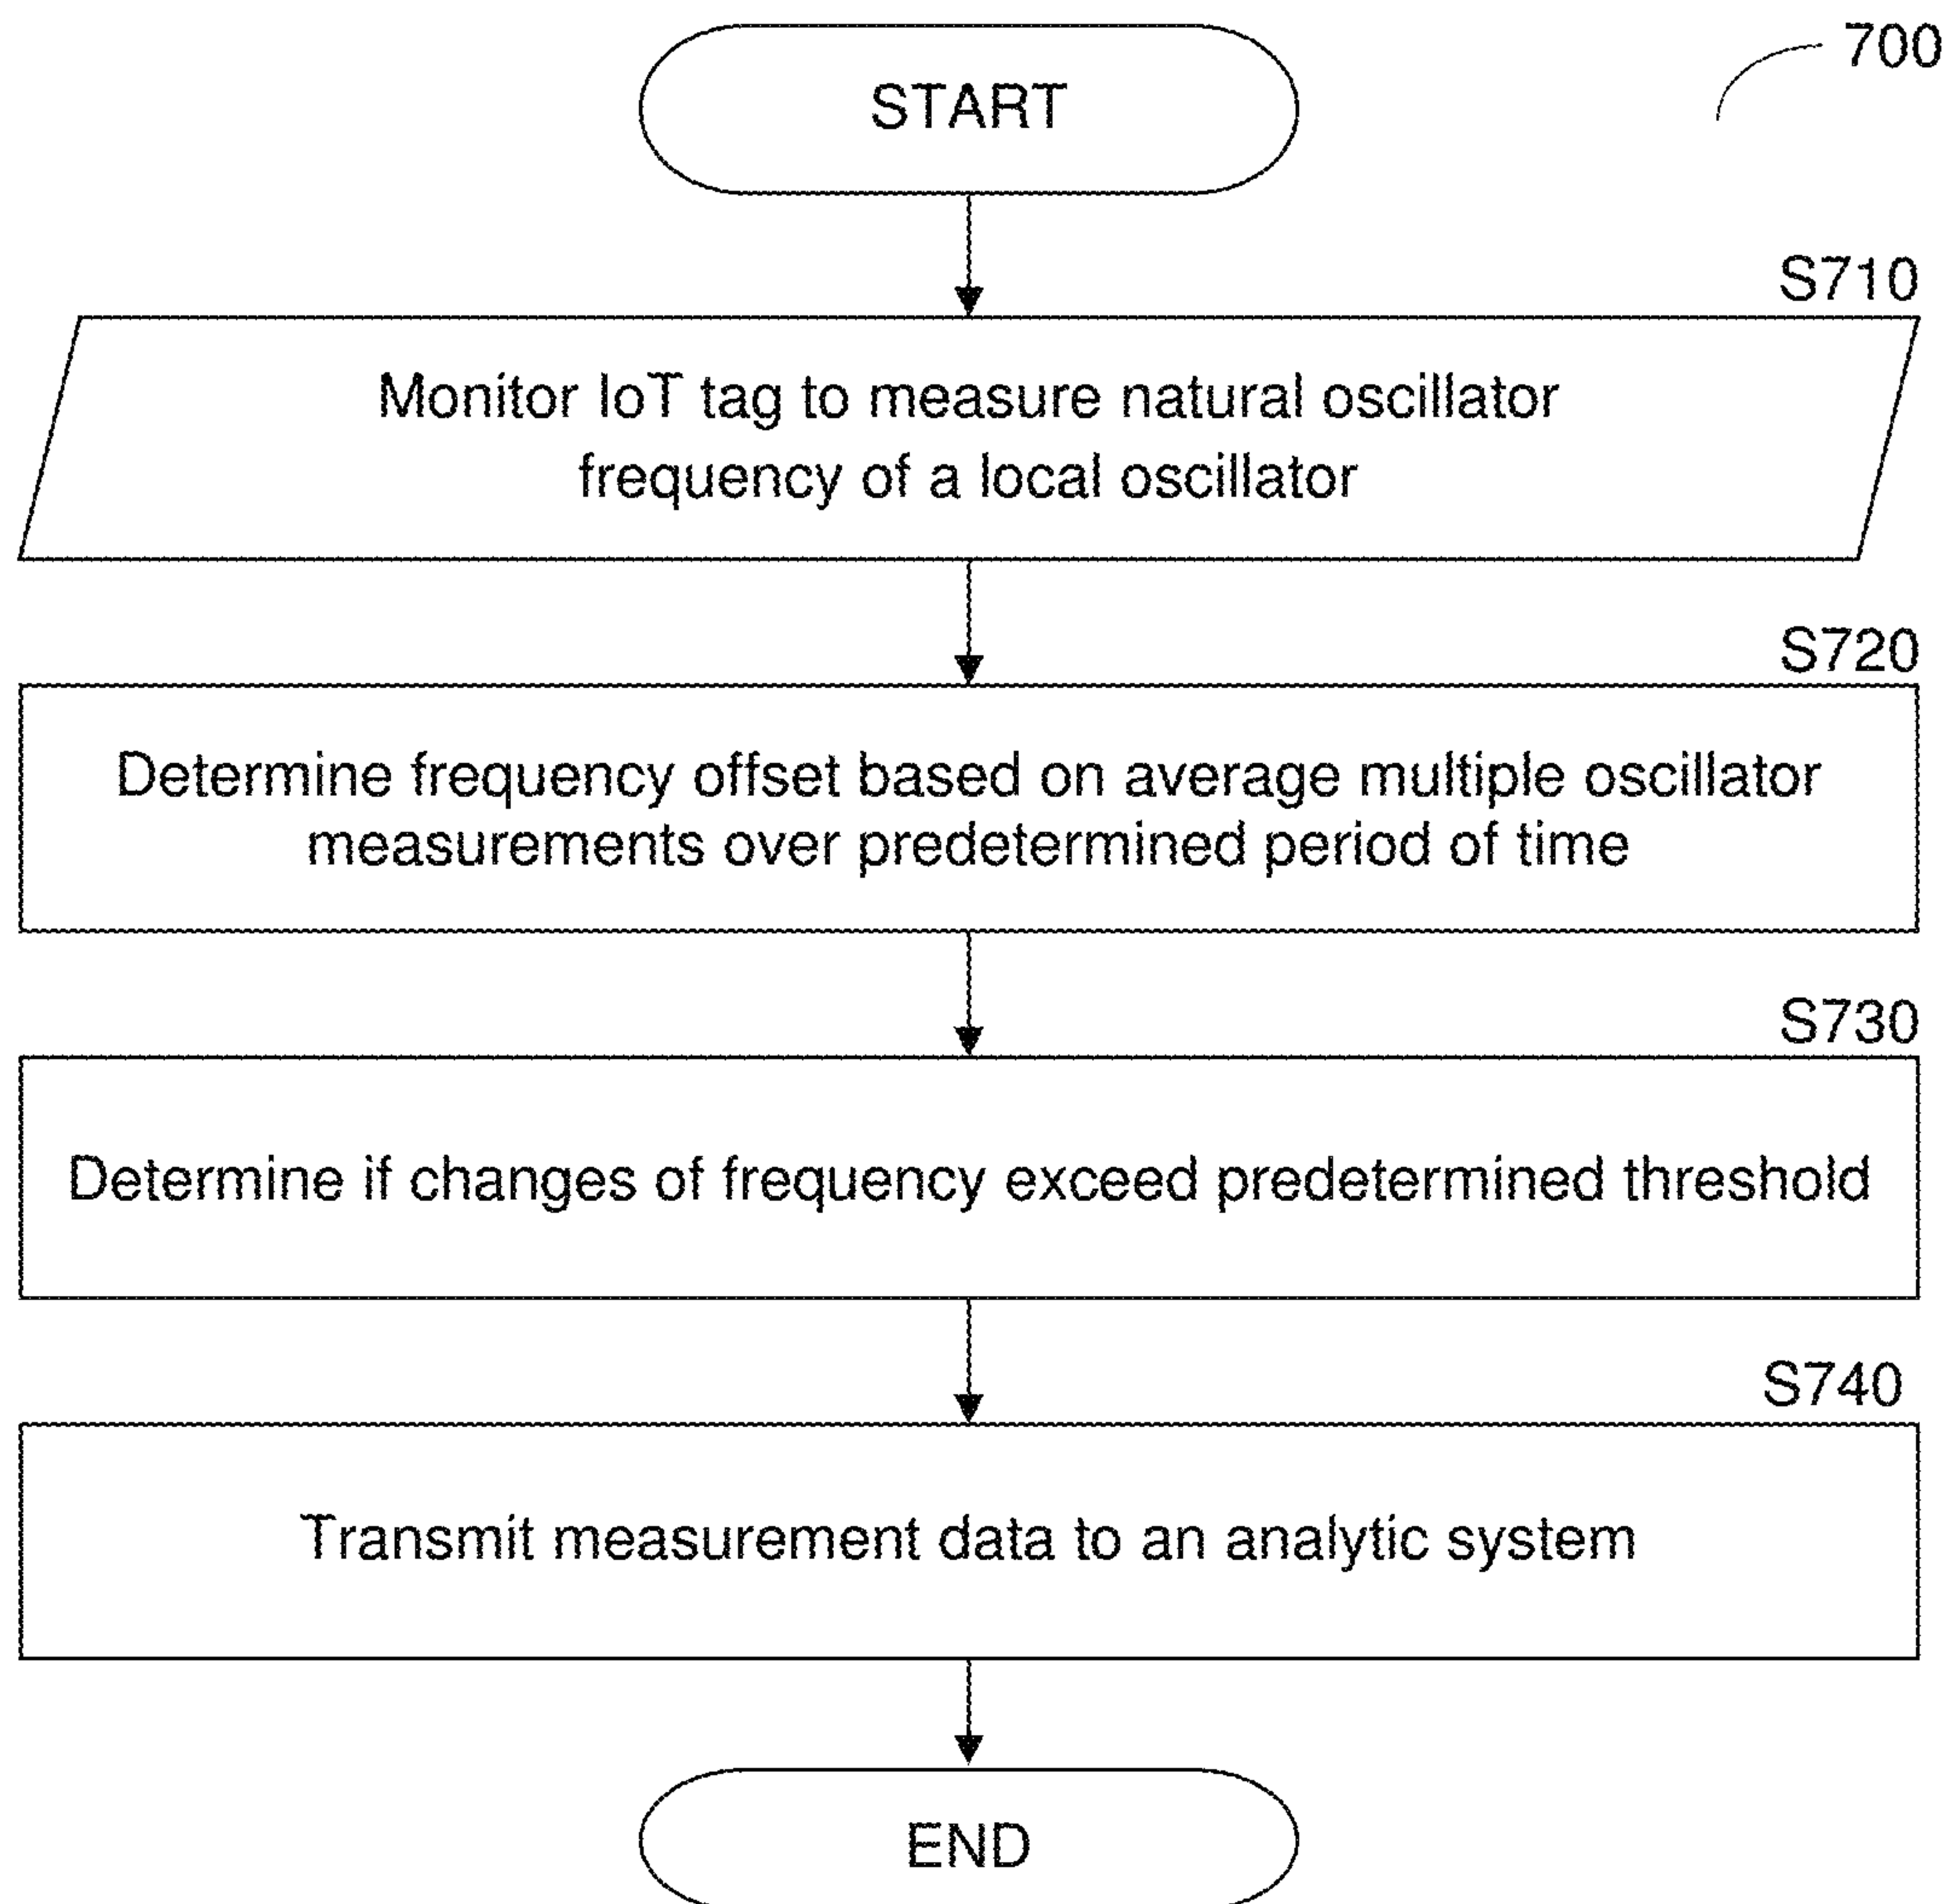 700
START
S710
Monitor IoT tag to measure natural oscillator
frequency of a local oscillator
S720
Determine frequency offset based on average multiple oscillator
measurements over predetermined period of time
S730
Determine if changes of frequency exceed predetermined threshold
S740
Transmit measurement data to an analytic system
END